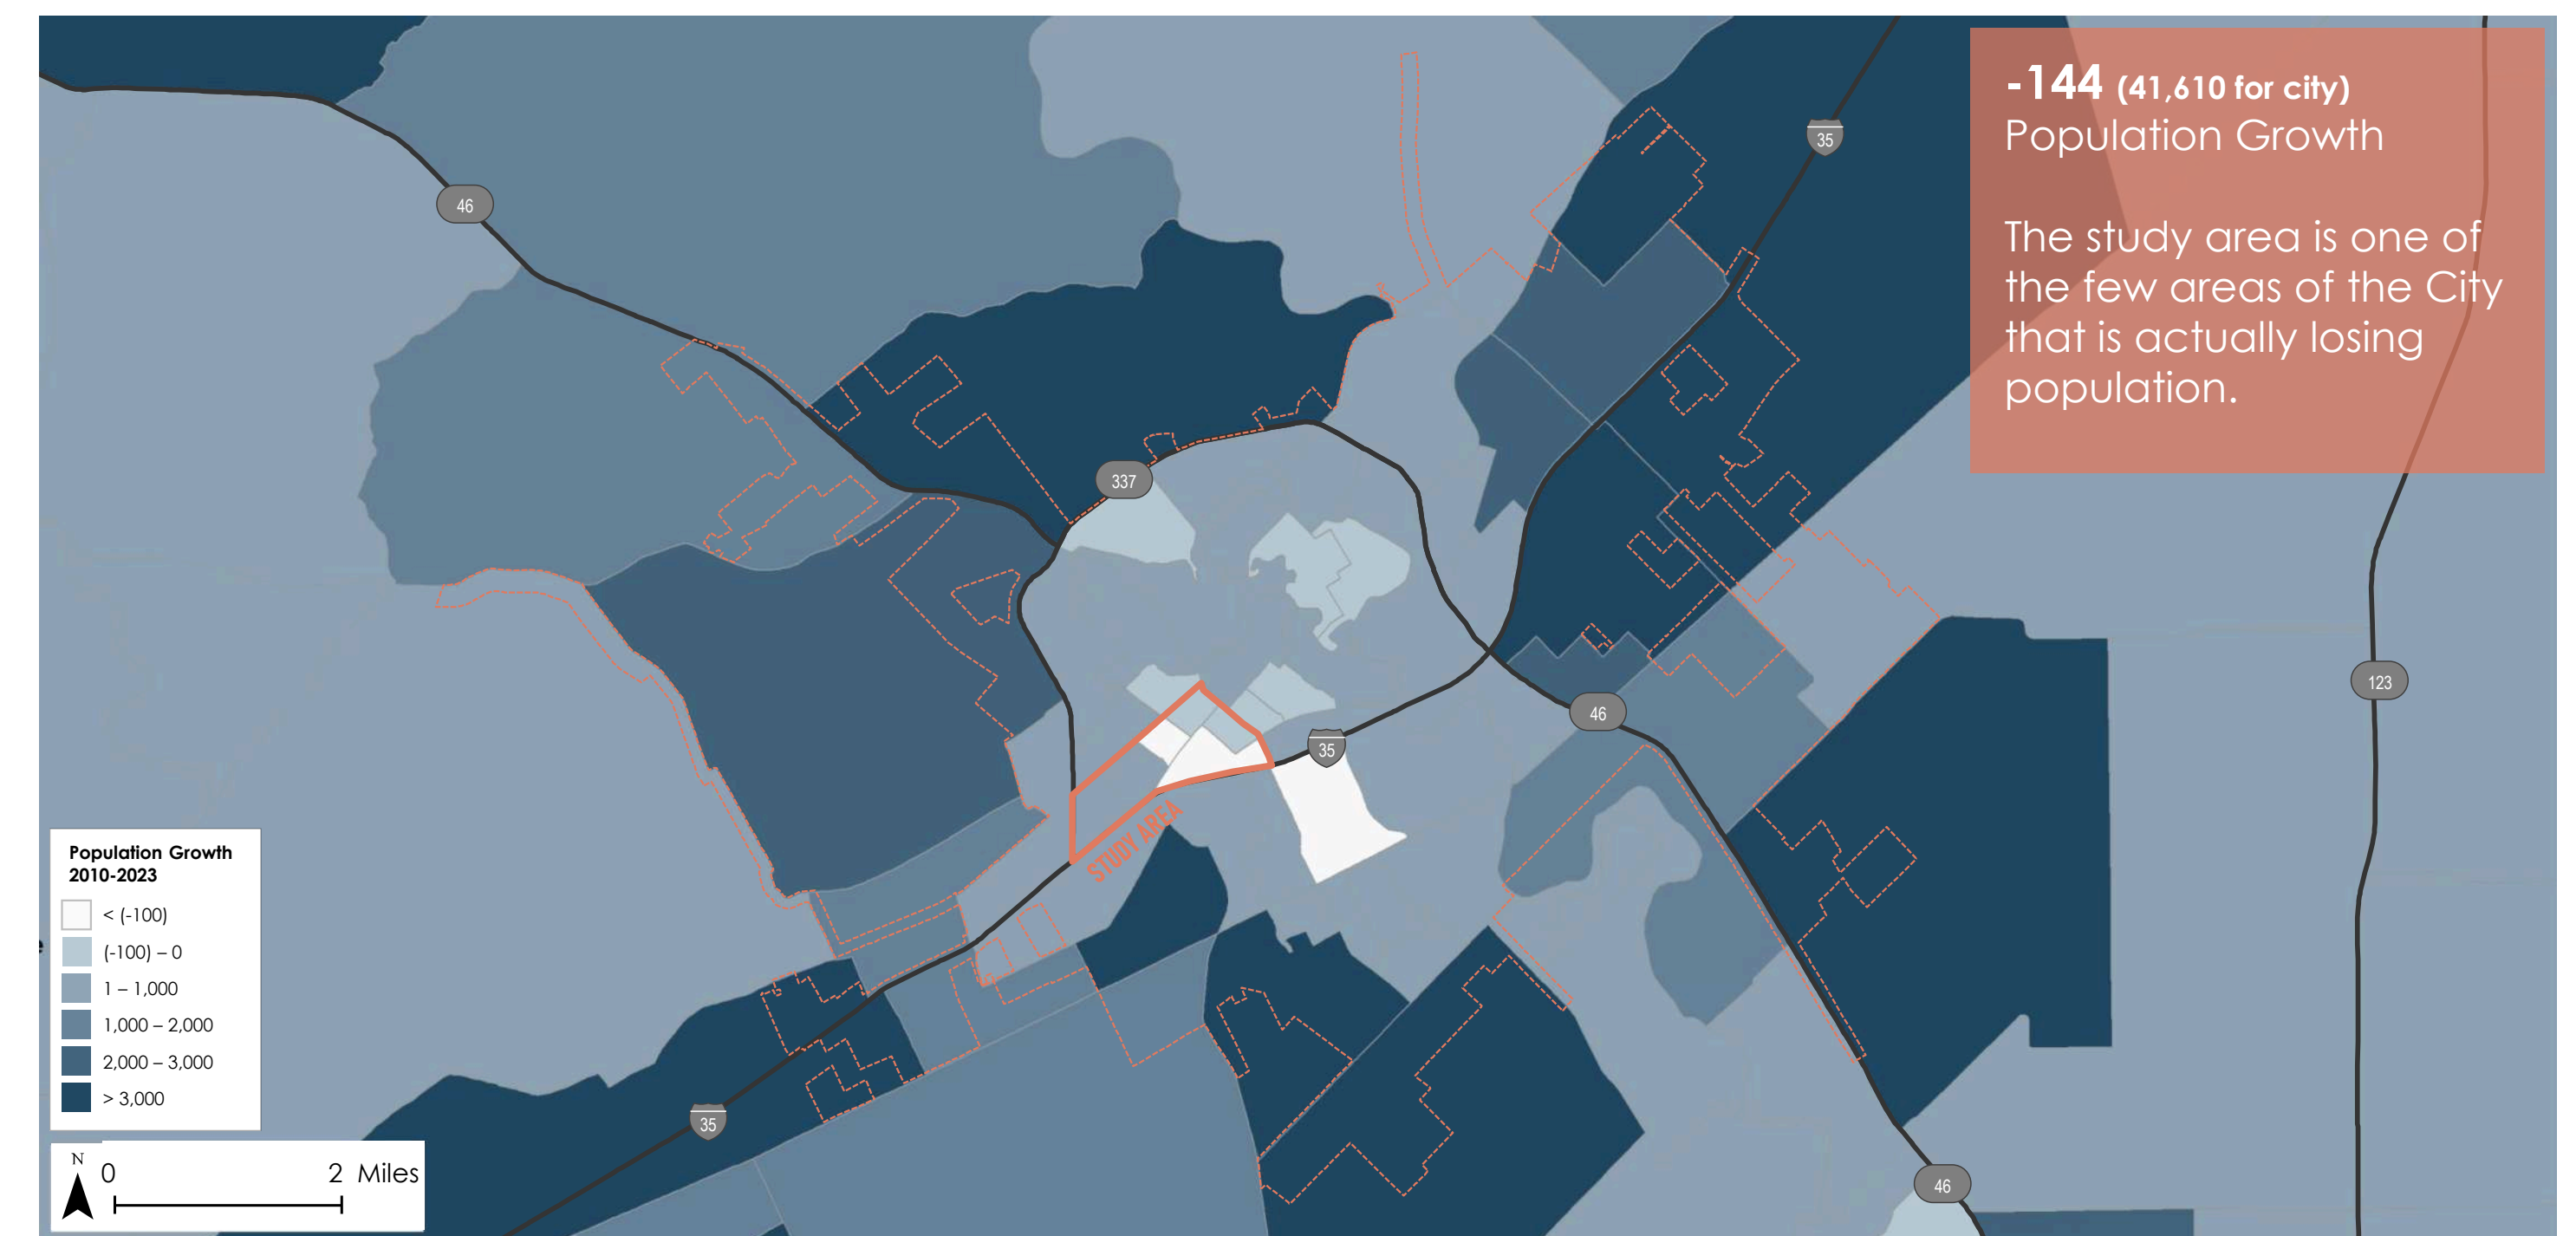 -144 (41,610 for city)
Population Growth
The study area is one of
the few areas of the City
that is actually losing
population.
35
46
337
123
46
35
STUDY AREA
Population Growth
2010-2023
< (-100)
(-100) – 0
1 – 1,000
1,000 – 2,000
2,000 – 3,000
> 3,000
35
N
0 2 Miles
46